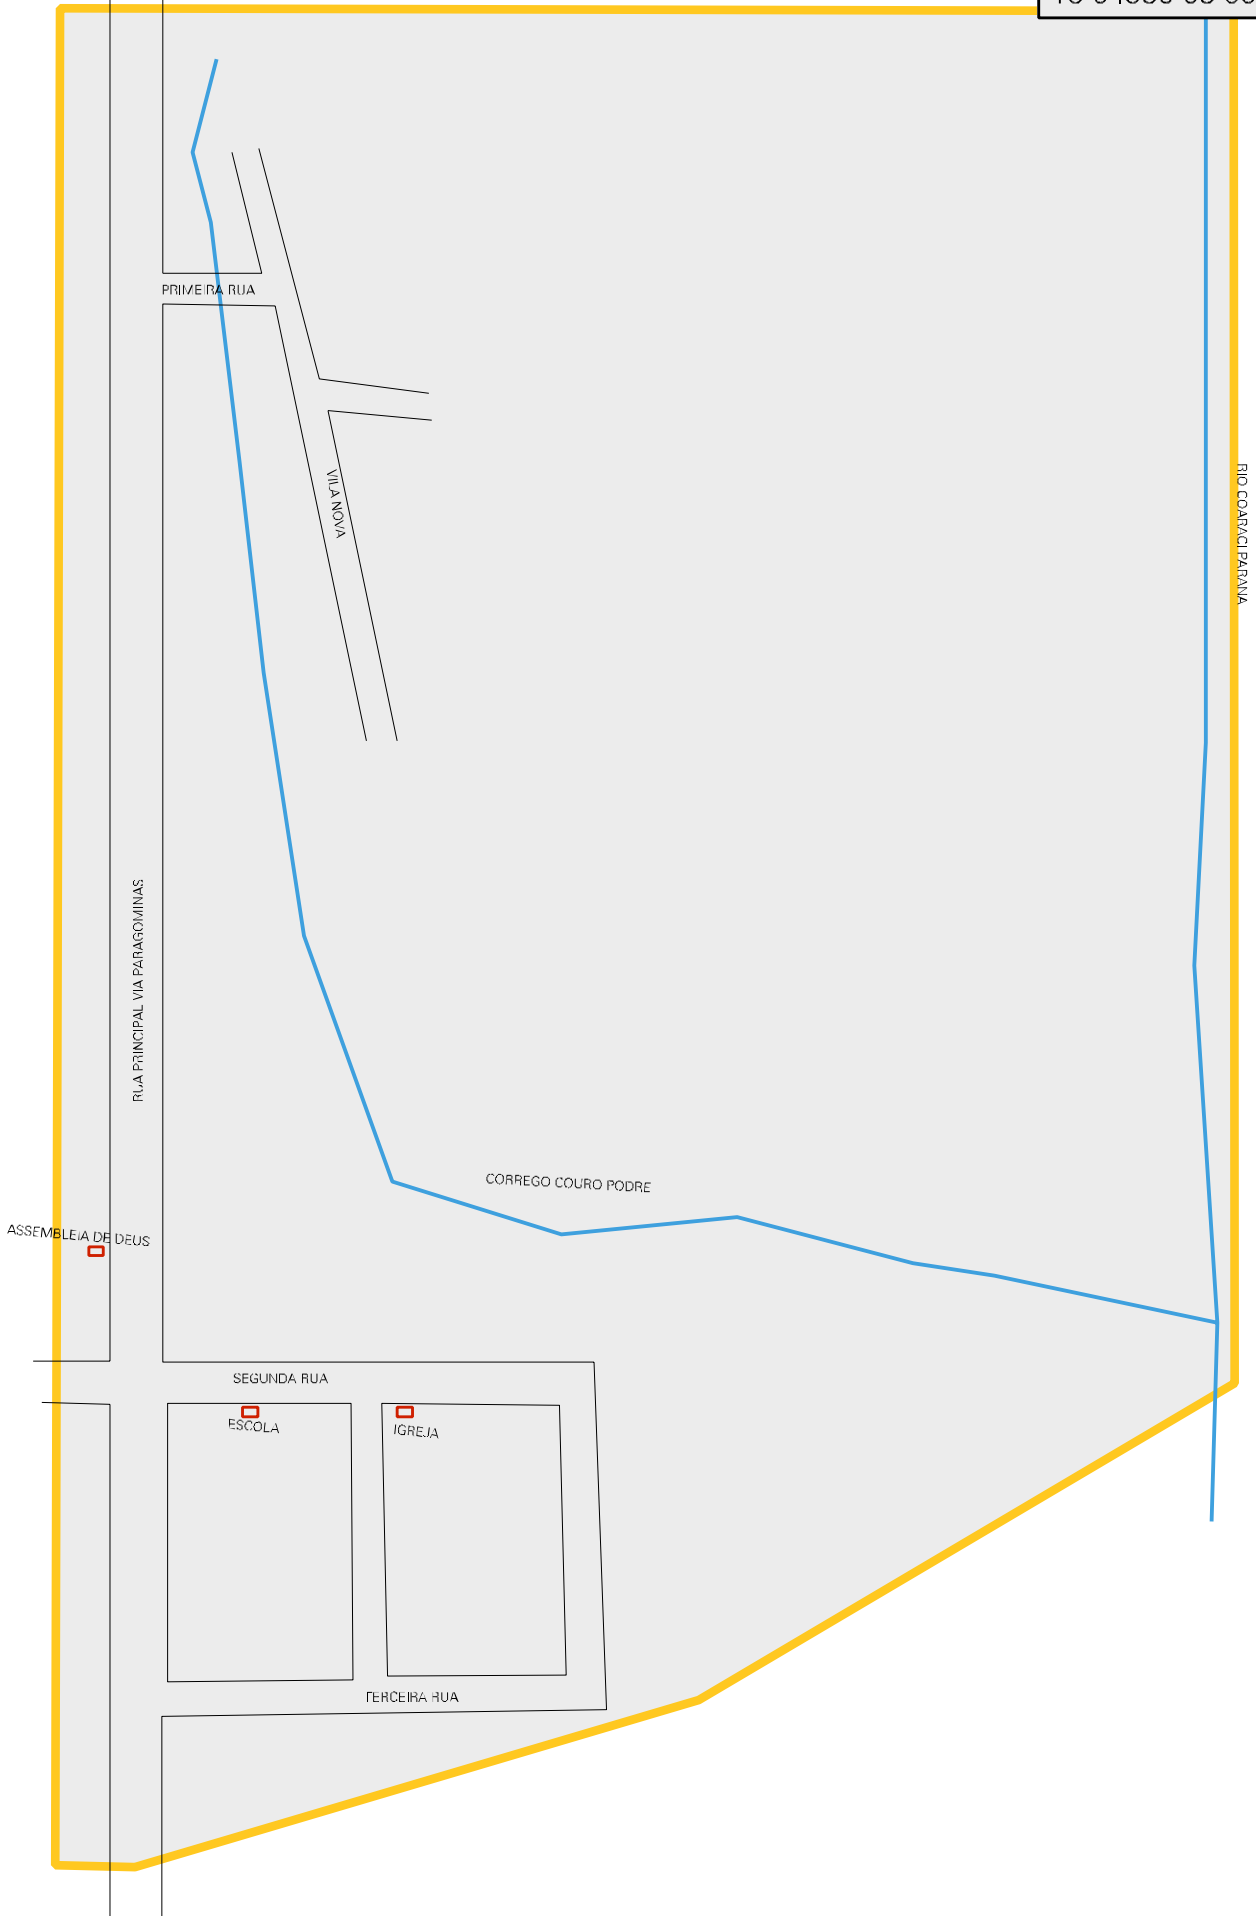 PRIMEIRA RUA
VILA NOVA
RIO COARACI PARANA
RUA PRINCIPAL VIA PARAGOMINAS
CORREGO COURO PODRE
ASSEMBLEIA DE DEUS
SEGUNDA RUA
ESCOLA
IGREJA
TERCEIRA RUA